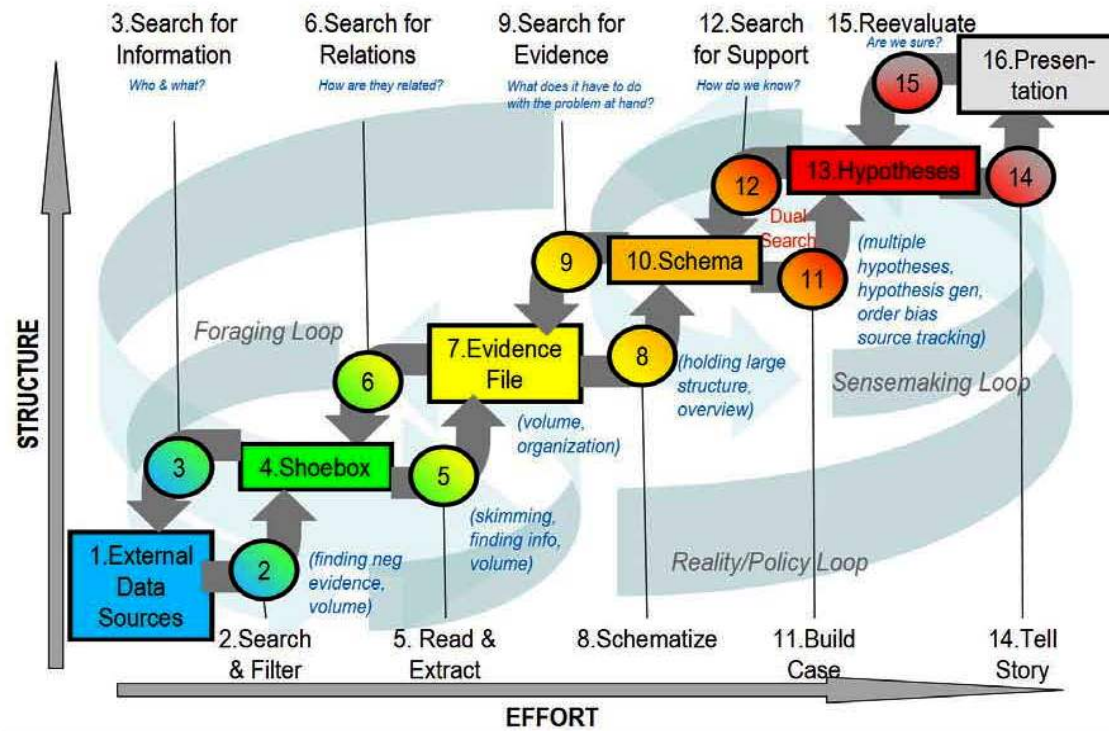 3.Search for
Information
Who & what?
6.Search for
Relations
How are they related?
9.Search for
Evidence
What does it have to do
with the problem at hand?
12.Search
for Support
How do we know?
15.Reevaluate
Are we sure?
15
16.Presen-
tation
12
13.Hypotheses
14
Dual
Search
9
10.Schema
11
(multiple
hypotheses,
hypothesis gen,
order bias
source tracking)
Foraging Loop
6
7.Evidence
File
8
(holding large
structure,
overview)
Sensemaking Loop
(volume,
organization)
3
4.Shoebox
5
(skimming,
finding info,
volume)
1.External
Data
Sources
2
(finding neg
evidence,
volume)
Reality/Policy Loop
2.Search
& Filter
5. Read &
Extract
8.Schematize
11.Build
Case
14.Tell
Story
STRUCTURE
EFFORT